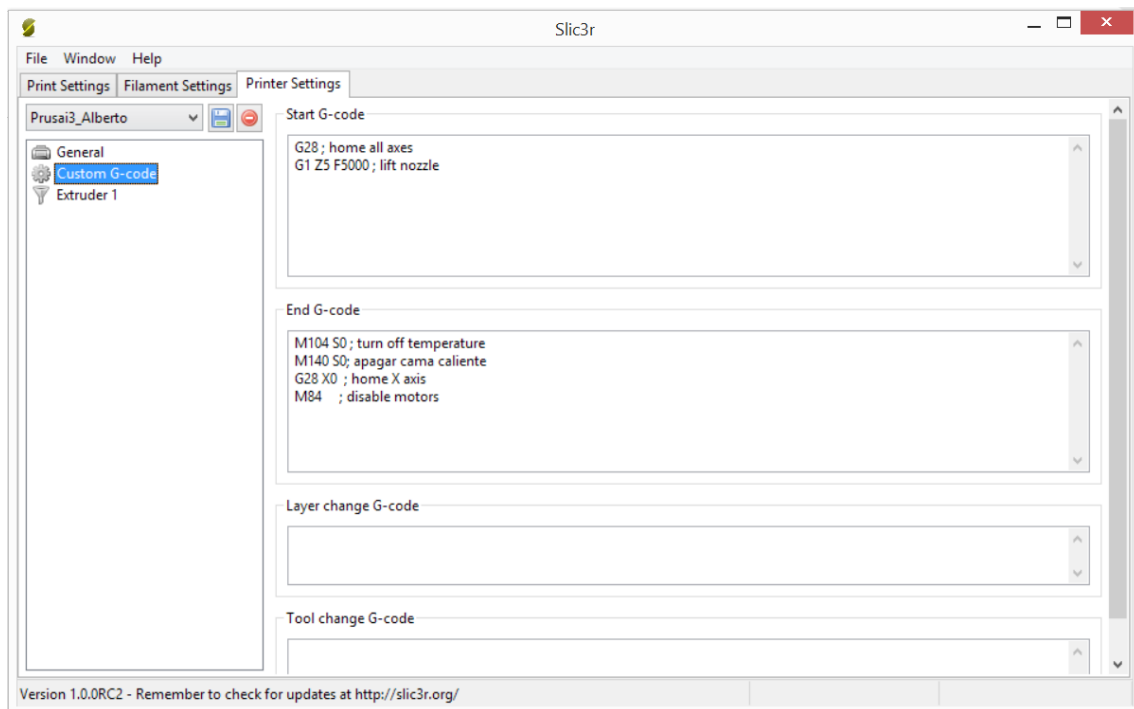 Slic3r
File Window Help
Print Settings Filament Settings Printer Settings
Prusai3_Alberto
General
Custom G-code
Extruder 1
Start G-code
G28 ; home all axes
G1 Z5 F5000 ; lift nozzle
End G-code
M104 S0 ; turn off temperature
M140 S0; apagar cama caliente
G28 X0 ; home X axis
M84 ; disable motors
Layer change G-code
Tool change G-code
Version 1.0.0RC2 - Remember to check for updates at http://slic3r.org/